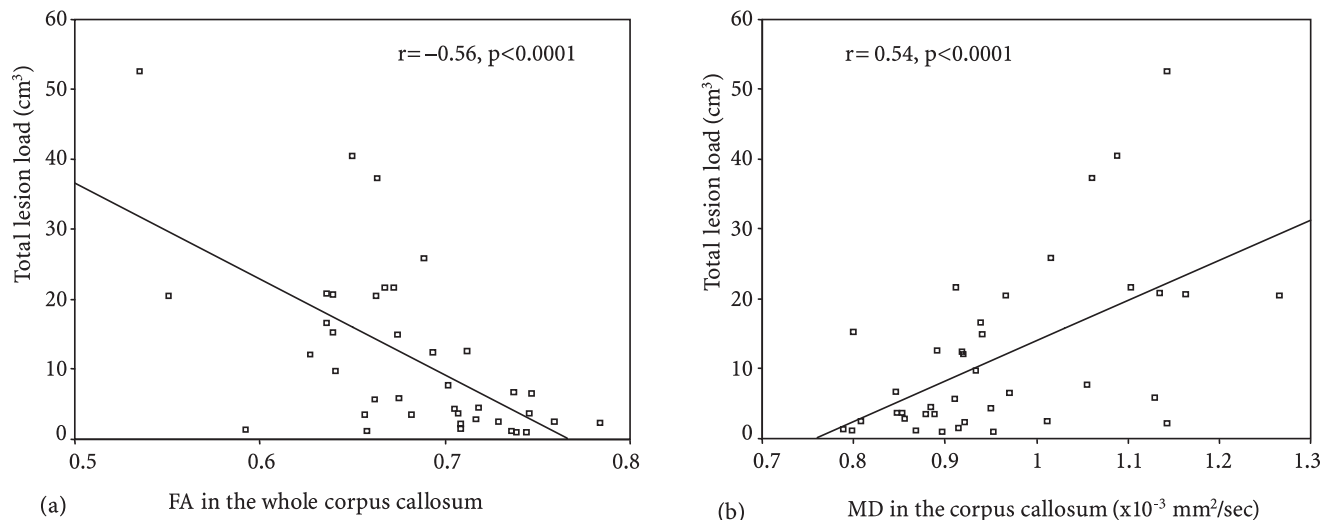 60
50
40
30
20
10
0
Total lesion load (cm³)
r= −0.56, p<0.0001
0.5 0.6 0.7 0.8
(a) FA in the whole corpus callosum
60
50
40
30
20
10
0
Total lesion load (cm³)
r= 0.54, p<0.0001
0.7 0.8 0.9 1 1.1 1.2 1.3
(b) MD in the corpus callosum (x10⁻³ mm²/sec)